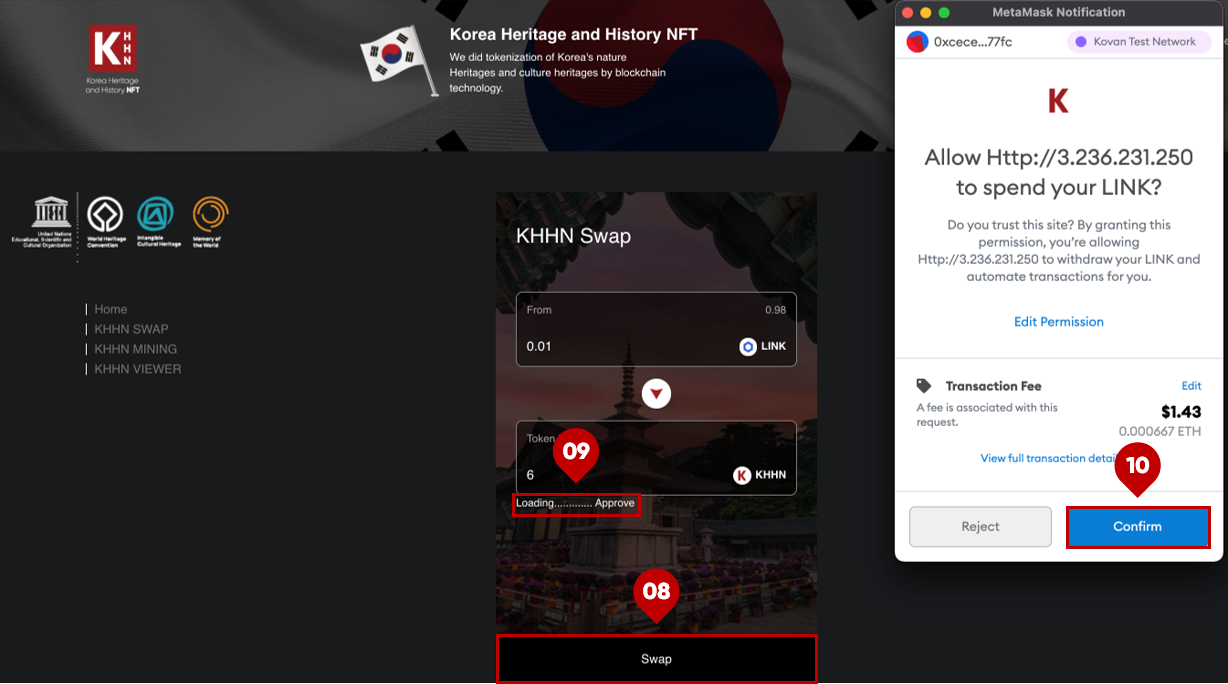 K
H
H
N
Korea Heritage
and History NFT
Korea Heritage and History NFT
We did tokenization of Korea's nature
Heritages and culture heritages by blockchain
technology.
United Nations
Educational, Scientific and
Cultural Organization
World Heritage
Convention
Intangible
Cultural Heritage
Memory of
the World
Home
KHHN SWAP
KHHN MINING
KHHN VIEWER
KHHN Swap
From
0.98
0.01
LINK
Token
09
6
K
KHHN
Loading............. Approve
08
Swap
MetaMask Notification
0xcece...77fc
Kovan Test Network
K
Allow Http://3.236.231.250
to spend your LINK?
Do you trust this site? By granting this
permission, you're allowing
Http://3.236.231.250 to withdraw your LINK and
automate transactions for you.
Edit Permission
Transaction Fee
Edit
A fee is associated with this
request.
$1.43
0.000667 ETH
View full transaction detai
10
Reject
Confirm